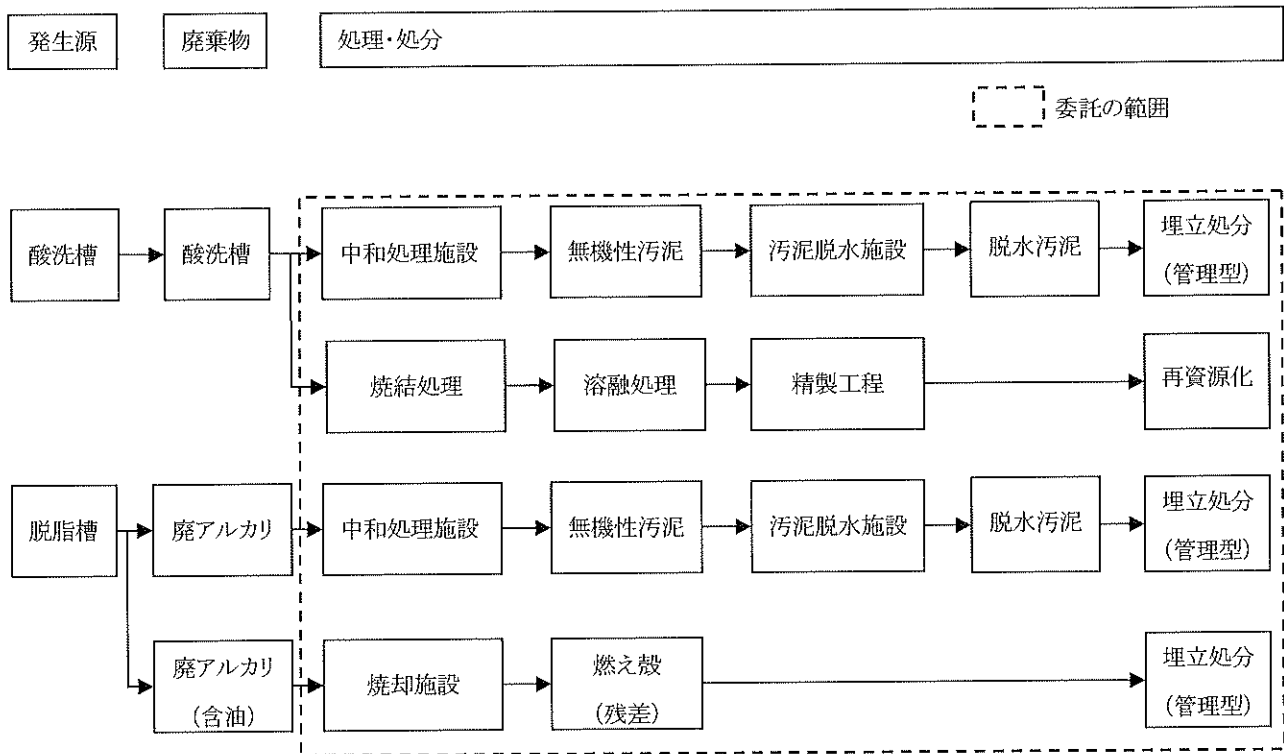 発生源
廃棄物
処理・処分
委託の範囲
酸洗槽
酸洗槽
中和処理施設
無機性汚泥
汚泥脱水施設
脱水汚泥
埋立処分
(管理型)
焼結処理
溶融処理
精製工程
再資源化
脱脂槽
廃アルカリ
中和処理施設
無機性汚泥
汚泥脱水施設
脱水汚泥
埋立処分
(管理型)
廃アルカリ
(含油)
焼却施設
燃え殻
(残差)
埋立処分
(管理型)